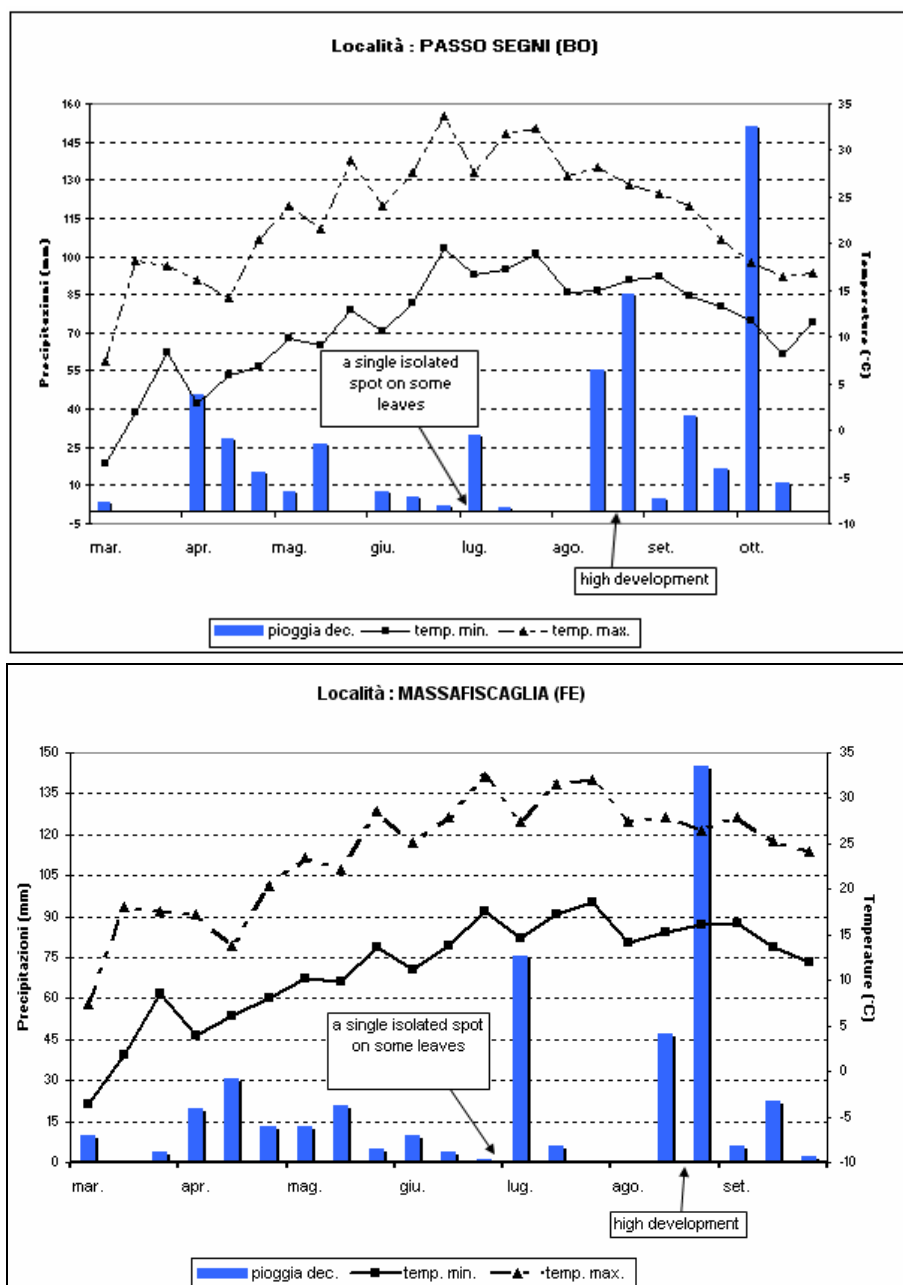 Località : PASSO SEGNI (BO)
Precipitazioni (mm)
160
145
130
115
100
85
70
55
40
25
10
-5
35
30
25
20
15
10
5
0
-5
-10
Temperature (°C)
a single isolated
spot on some
leaves
mar. apr. mag. giu. lug. ago. set. ott.
high development
pioggia dec. temp. min. temp. max.
Località : MASSAFISCAGLIA (FE)
Precipitazioni (mm)
150
135
120
105
90
75
60
45
30
15
0
35
30
25
20
15
10
5
0
-5
-10
Temperature (°C)
a single isolated spot
on some leaves
mar. apr. mag. giu. lug. ago. set.
high development
pioggia dec. temp. min. temp. max.